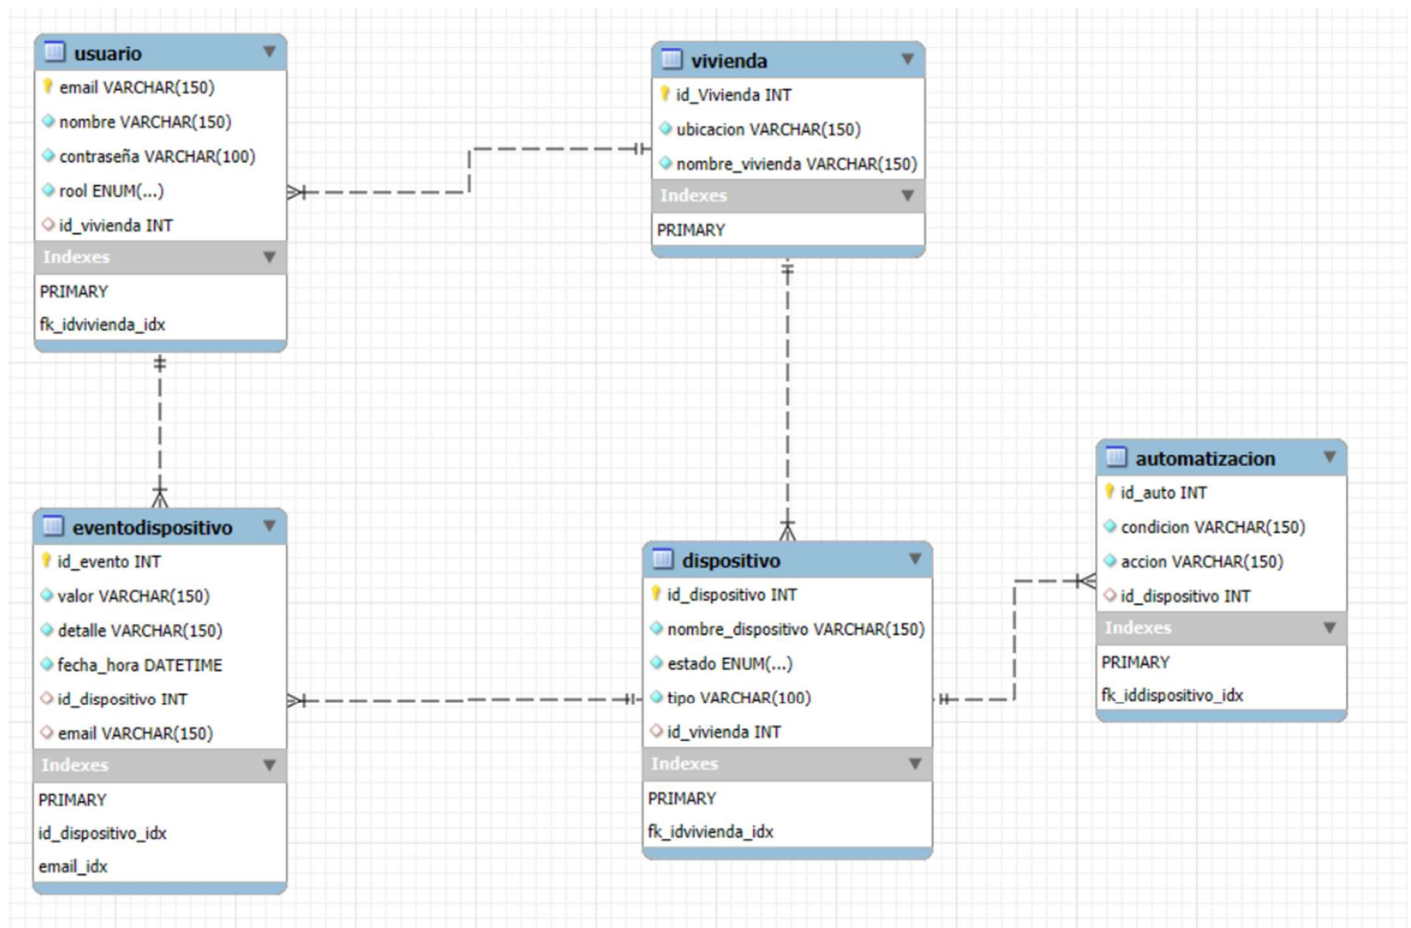 usuario
email VARCHAR(150)
nombre VARCHAR(150)
contraseña VARCHAR(100)
rool ENUM(...)
id_vivienda INT
Indexes
PRIMARY
fk_idvivienda_idx
vivienda
id_Vivienda INT
ubicacion VARCHAR(150)
nombre_vivienda VARCHAR(150)
Indexes
PRIMARY
eventodispositivo
id_evento INT
valor VARCHAR(150)
detalle VARCHAR(150)
fecha_hora DATETIME
id_dispositivo INT
email VARCHAR(150)
Indexes
PRIMARY
id_dispositivo_idx
email_idx
dispositivo
id_dispositivo INT
nombre_dispositivo VARCHAR(150)
estado ENUM(...)
tipo VARCHAR(100)
id_vivienda INT
Indexes
PRIMARY
fk_idvivienda_idx
automatizacion
id_auto INT
condicion VARCHAR(150)
accion VARCHAR(150)
id_dispositivo INT
Indexes
PRIMARY
fk_iddispositivo_idx